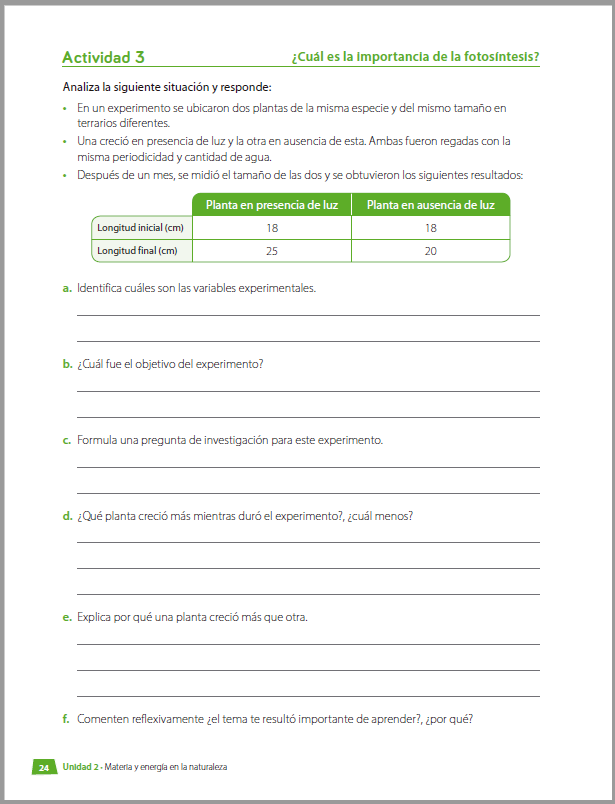 Actividad 3 ¿Cuál es la importancia de la fotosíntesis?
Analiza la siguiente situación y responde:
• En un experimento se ubicaron dos plantas de la misma especie y del mismo tamaño en
terrarios diferentes.
• Una creció en presencia de luz y la otra en ausencia de esta. Ambas fueron regadas con la
misma periodicidad y cantidad de agua.
• Después de un mes, se midió el tamaño de las dos y se obtuvieron los siguientes resultados:
Planta en presencia de luz Planta en ausencia de luz
Longitud inicial (cm) 18 18
Longitud final (cm) 25 20
a. Identifica cuáles son las variables experimentales.
b. ¿Cuál fue el objetivo del experimento?
c. Formula una pregunta de investigación para este experimento.
d. ¿Qué planta creció más mientras duró el experimento?, ¿cuál menos?
e. Explica por qué una planta creció más que otra.
f. Comenten reflexivamente ¿el tema te resultó importante de aprender?, ¿por qué?
24 Unidad 2 - Materia y energía en la naturaleza